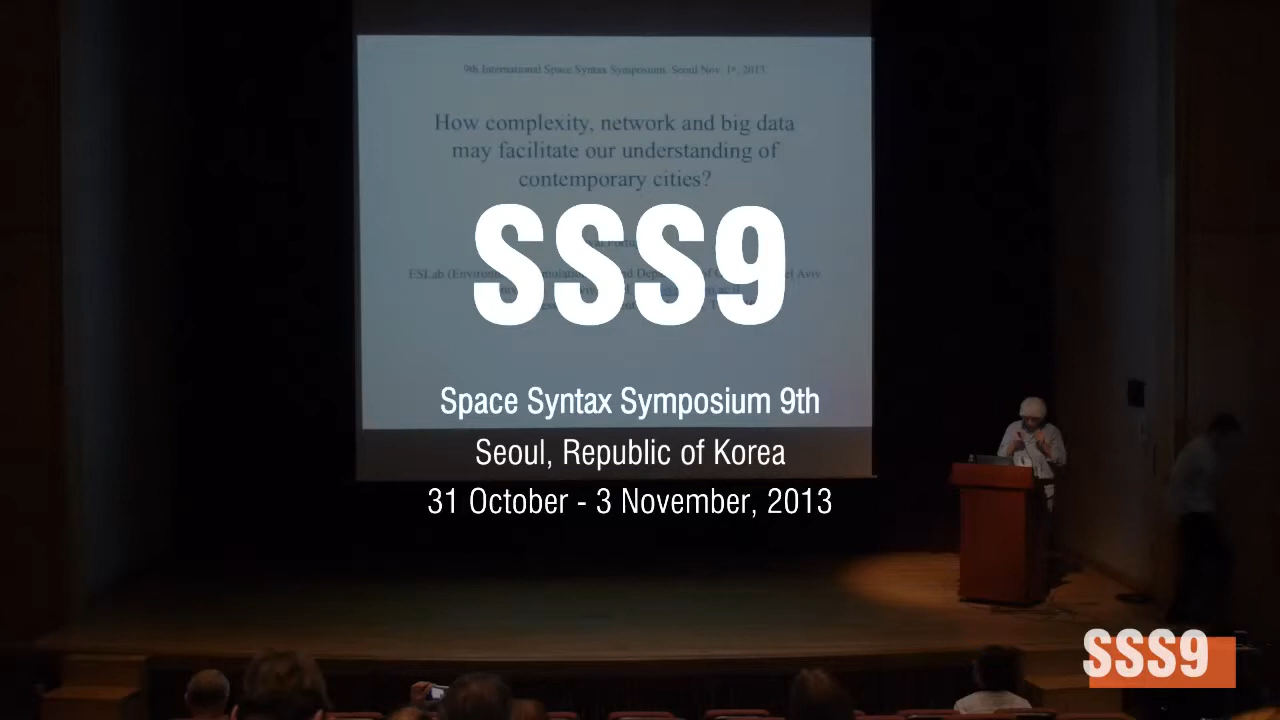 9th International Space Syntax Symposium, Seoul Nov. 1st, 2013
How complexity, network and big data
may facilitate our understanding of
contemporary cities?
SSS9
ESLab
Space Syntax Symposium 9th
Seoul, Republic of Korea
31 October - 3 November, 2013
SSS9